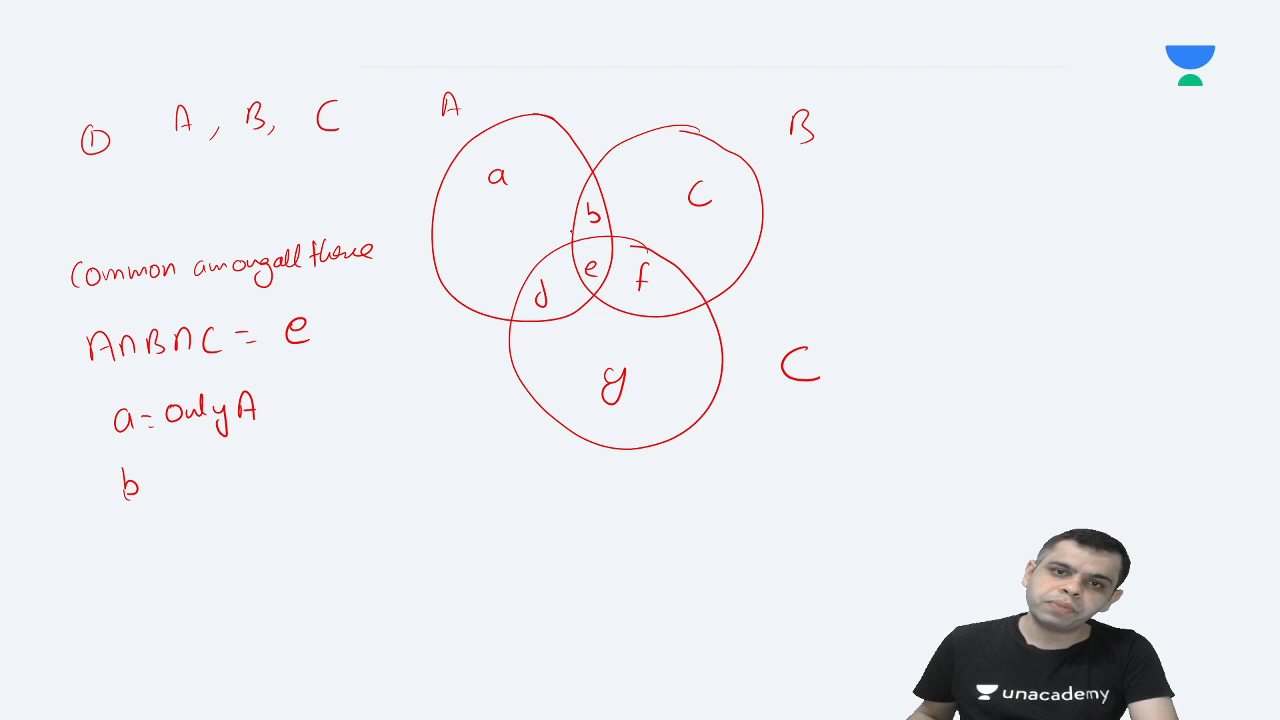 ① A, B, C
A
B
a
b
C
e
f
d
g
C
Common among all three
A∩B∩C = e
a = only A
b
unacademy